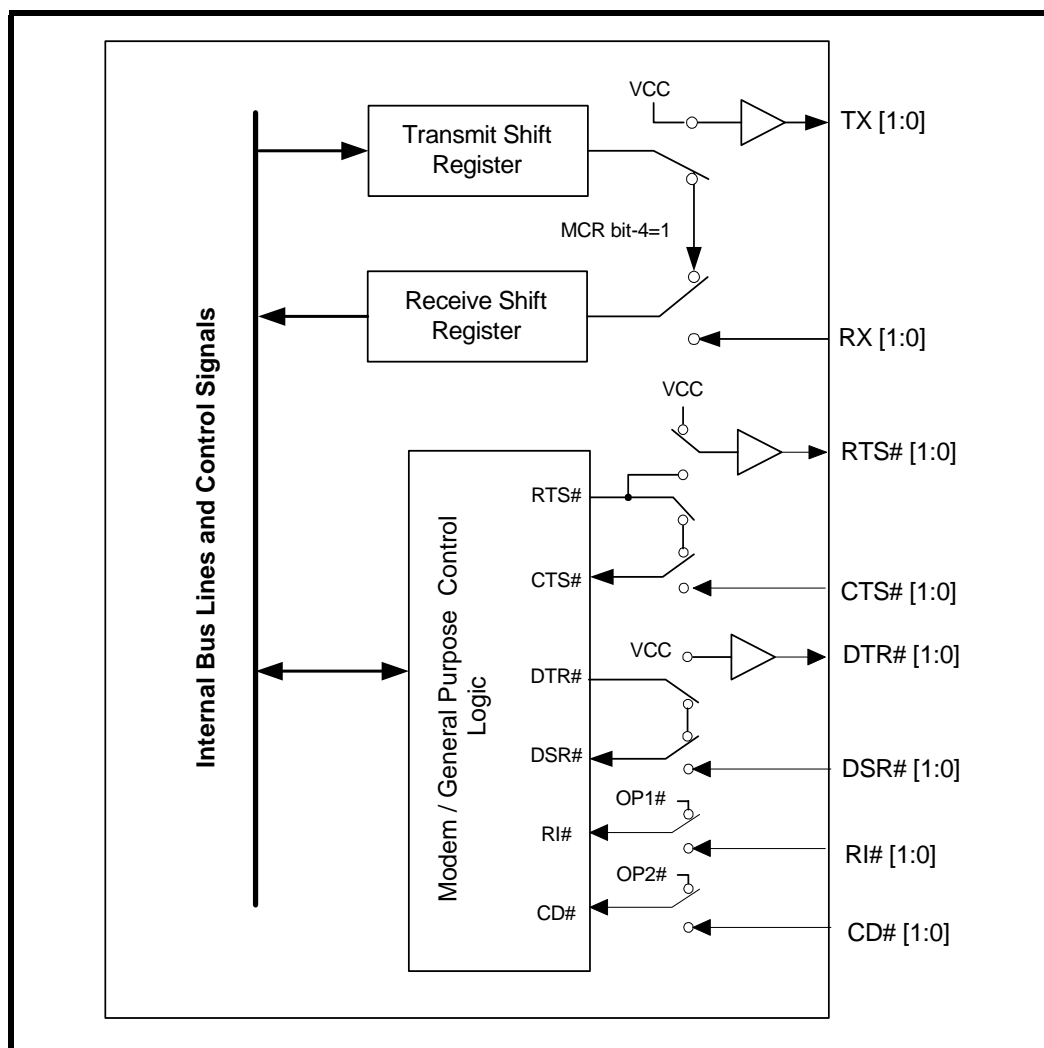 VCC
TX [1:0]
Transmit Shift
Register
MCR bit-4=1
Receive Shift
Register
RX [1:0]
VCC
RTS# [1:0]
RTS#
CTS#
CTS# [1:0]
VCC
DTR# [1:0]
DTR#
DSR#
DSR# [1:0]
OP1#
RI#
RI# [1:0]
OP2#
CD#
CD# [1:0]
Internal Bus Lines and Control Signals
Modem / General Purpose Control
Logic